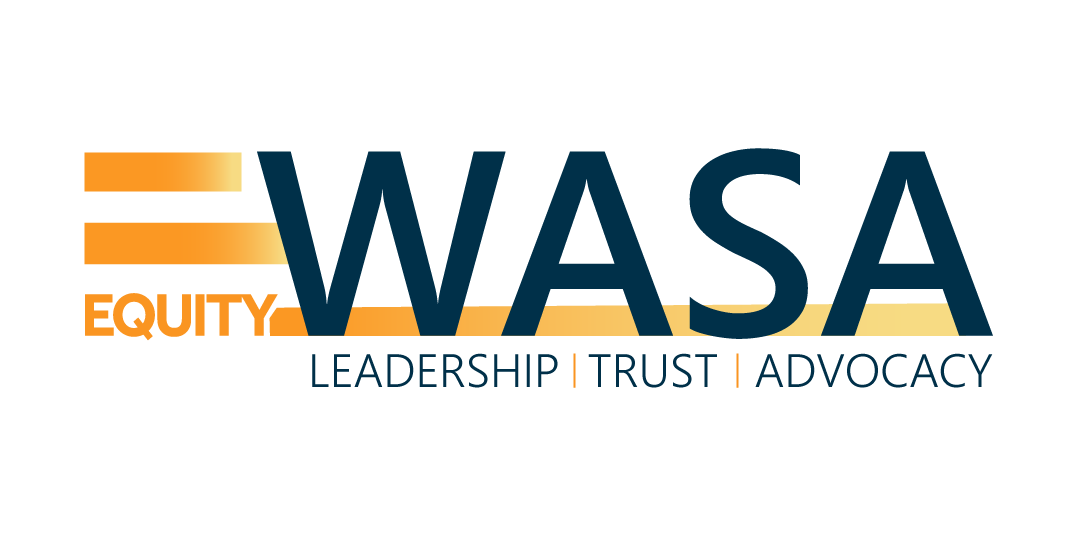 WASA
EQUITY
LEADERSHIP | TRUST | ADVOCACY